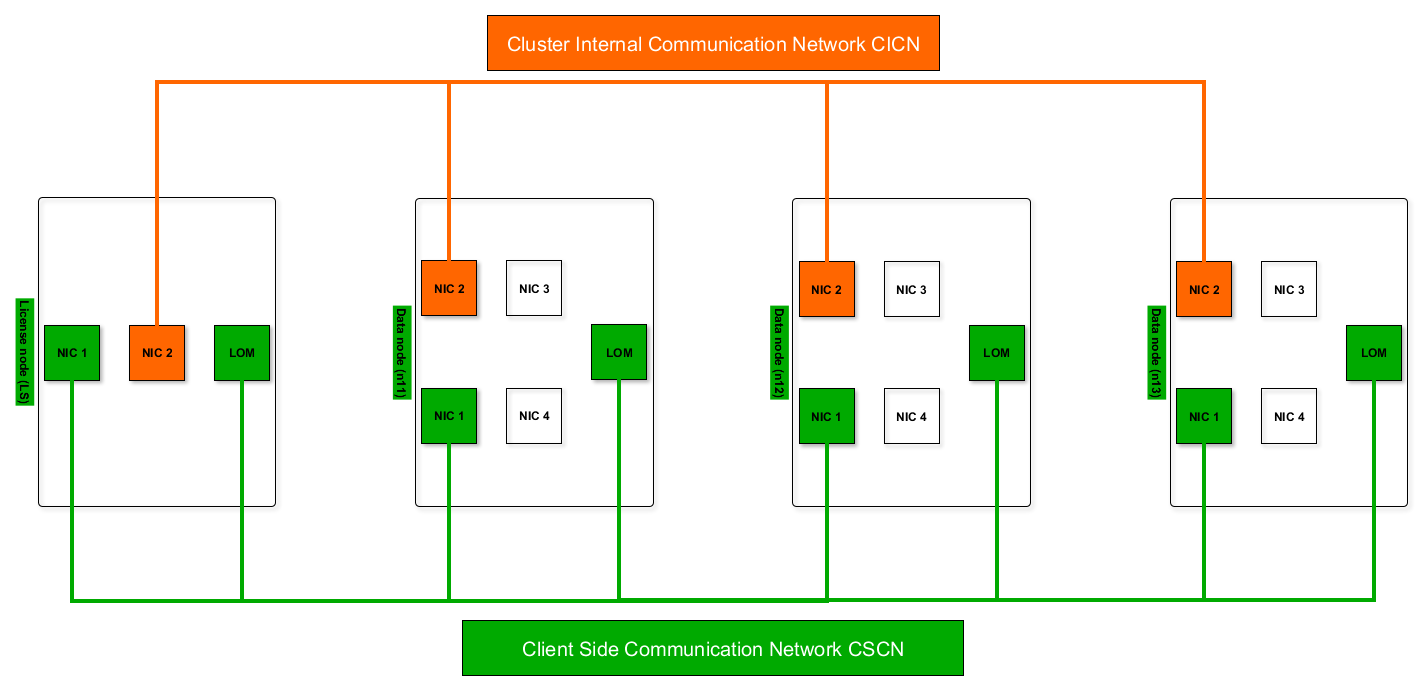 Cluster Internal Communication Network CICN
License node (LS)
NIC 1
NIC 2
LOM
Data node (n11)
NIC 2
NIC 3
LOM
NIC 1
NIC 4
Data node (n12)
NIC 2
NIC 3
LOM
NIC 1
NIC 4
Data node (n13)
NIC 2
NIC 3
LOM
NIC 1
NIC 4
Client Side Communication Network CSCN